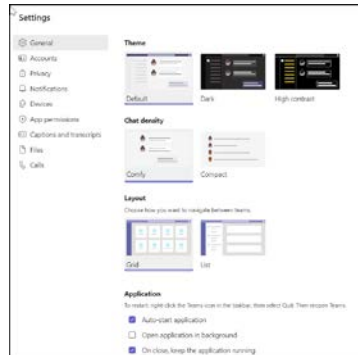 Settings
General
Accounts
Privacy
Notifications
Devices
App permissions
Captions and transcripts
Files
Calls
Theme
Default
Dark
High contrast
Chat density
Comfy
Compact
Layout
Choose how you want to navigate between teams.
Grid
List
Application
To restart, right-click the Teams icon in the taskbar, then select Quit. Then reopen Teams.
Auto-start application
Open application in background
On close, keep the application running